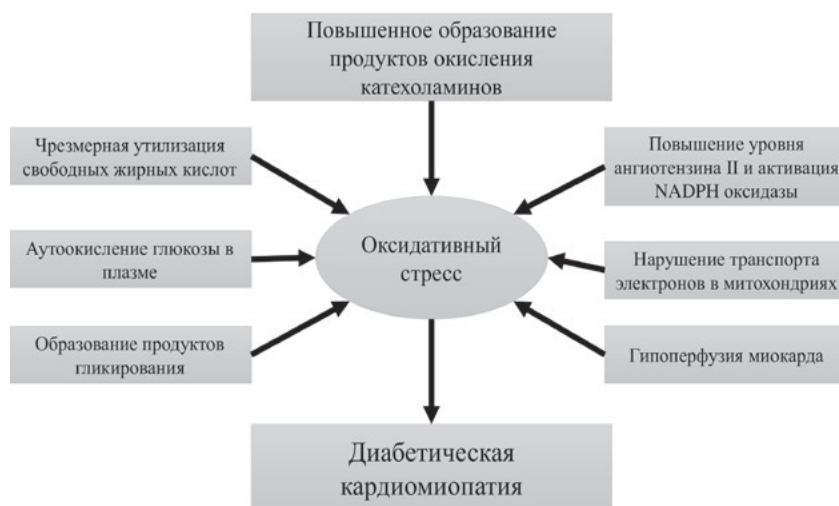 Повышенное образование
продуктов окисления
катехоламинов
Чрезмерная утилизация
свободных жирных кислот
Повышение уровня
ангиотензина II и активация
NADPH оксидазы
Аутоокисление глюкозы в
плазме
Оксидативный
стресс
Нарушение транспорта
электронов в митохондриях
Образование продуктов
гликирования
Гипоперфузия миокарда
Диабетическая
кардиомиопатия